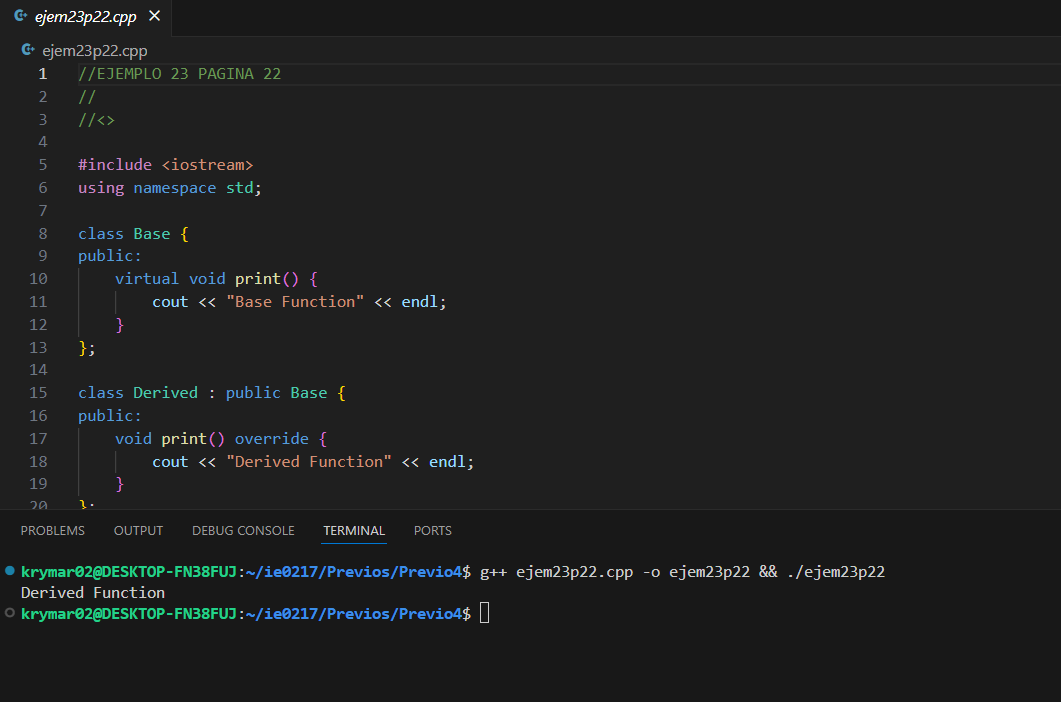 ejem23p22.cpp ✕
ejem23p22.cpp
1 //EJEMPLO 23 PAGINA 22
2 //
3 //<>
4
5 #include <iostream>
6 using namespace std;
7
8 class Base {
9 public:
10     virtual void print() {
11         cout << "Base Function" << endl;
12     }
13 };
14
15 class Derived : public Base {
16 public:
17     void print() override {
18         cout << "Derived Function" << endl;
19     }
20 };
PROBLEMS OUTPUT DEBUG CONSOLE TERMINAL PORTS
krymar02@DESKTOP-FN38FUJ:~/ie0217/Previos/Previo4$ g++ ejem23p22.cpp -o ejem23p22 && ./ejem23p22
Derived Function
krymar02@DESKTOP-FN38FUJ:~/ie0217/Previos/Previo4$